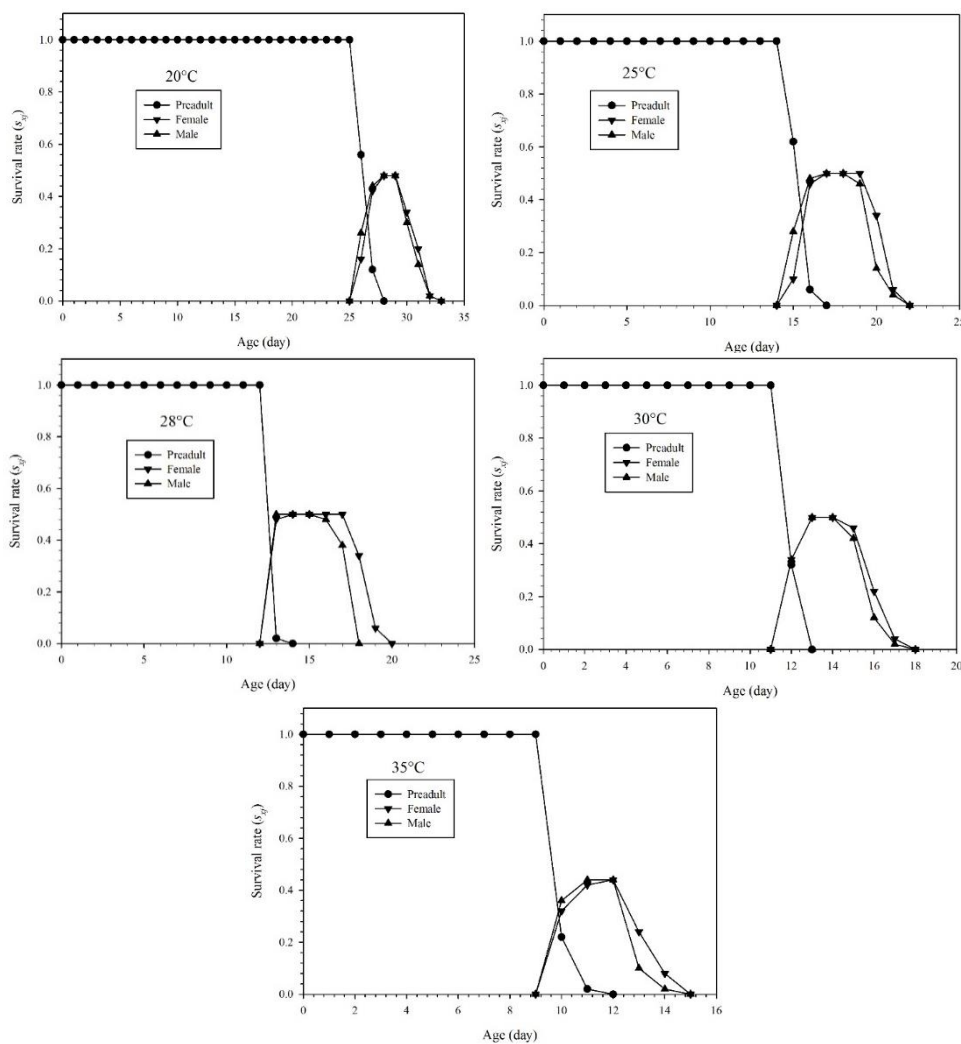 20°C
Preadult
Female
Male
Survival rate (s_xj)
1.0
0.8
0.6
0.4
0.2
0.0
0 5 10 15 20 25 30 35
Age (day)
25°C
Preadult
Female
Male
Survival rate (s_xj)
1.0
0.8
0.6
0.4
0.2
0.0
0 5 10 15 20 25
Age (day)
28°C
Preadult
Female
Male
Survival rate (s_xj)
1.0
0.8
0.6
0.4
0.2
0.0
0 5 10 15 20 25
Age (day)
30°C
Preadult
Female
Male
Survival rate (s_xj)
1.0
0.8
0.6
0.4
0.2
0.0
0 2 4 6 8 10 12 14 16 18 20
Age (day)
35°C
Preadult
Female
Male
Survival rate (s_xj)
1.0
0.8
0.6
0.4
0.2
0.0
0 2 4 6 8 10 12 14 16
Age (day)